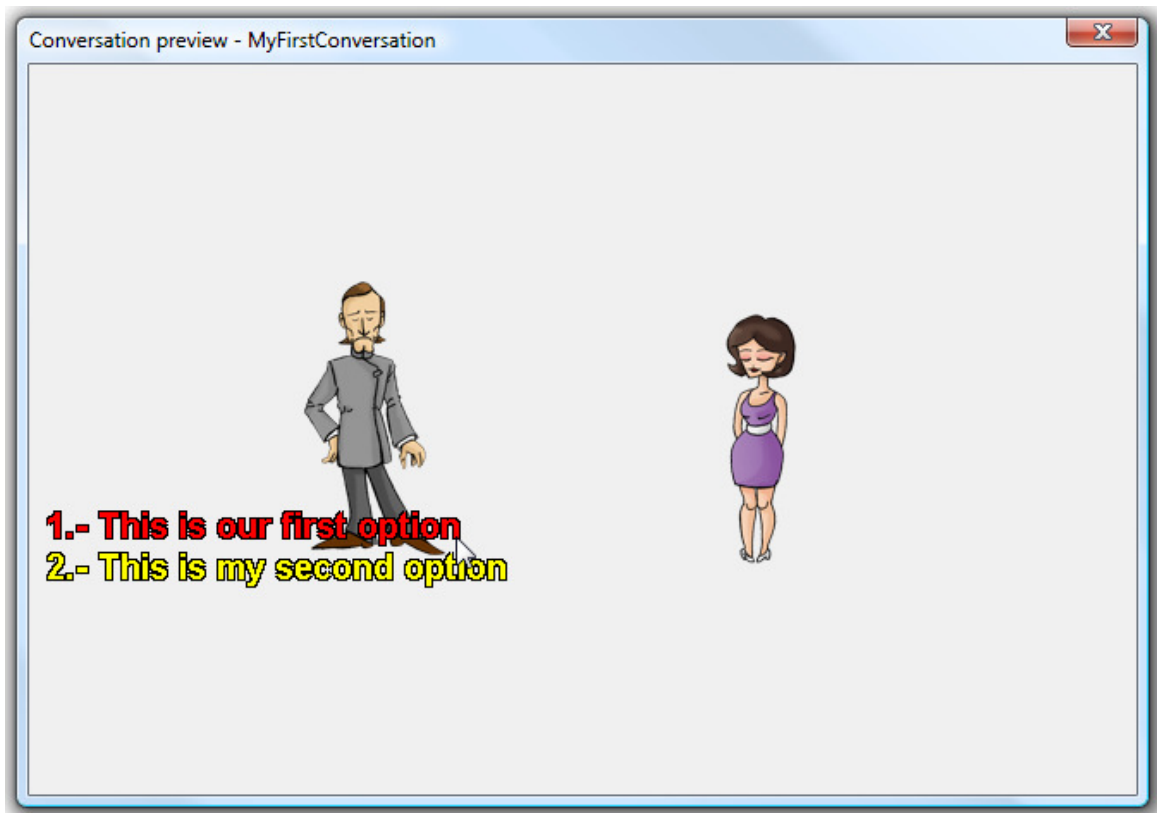 Conversation preview - MyFirstConversation
1.- This is our first option
2.- This is my second option